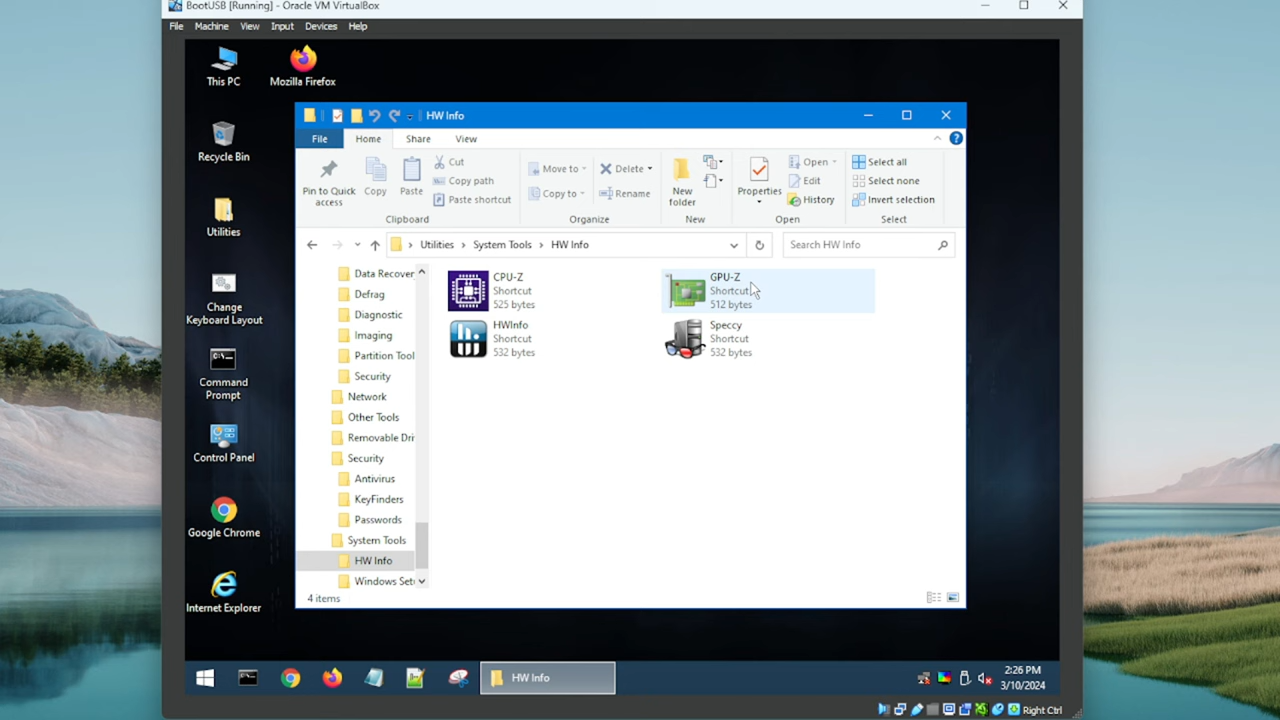 BootUSB [Running] - Oracle VM VirtualBox
File Machine View Input Devices Help
This PC
Mozilla Firefox
Recycle Bin
Utilities
Change
Keyboard Layout
Command
Prompt
Control Panel
Google Chrome
Internet Explorer
HW Info
File Home Share View
Pin to Quick
access
Copy
Paste
Cut
Copy path
Paste shortcut
Clipboard
Move to
Copy to
Delete
Rename
Organize
New
folder
New
Properties
Open
Edit
History
Open
Select all
Select none
Invert selection
Select
Utilities System Tools HW Info
Search HW Info
Data Recover
Defrag
Diagnostic
Imaging
Partition Tool
Security
Network
Other Tools
Removable Dri
Security
Antivirus
KeyFinders
Passwords
System Tools
HW Info
Windows Set
CPU-Z
Shortcut
525 bytes
GPU-Z
Shortcut
512 bytes
HWInfo
Shortcut
532 bytes
Speccy
Shortcut
532 bytes
4 items
HW Info
2:26 PM
3/10/2024
Right Ctrl